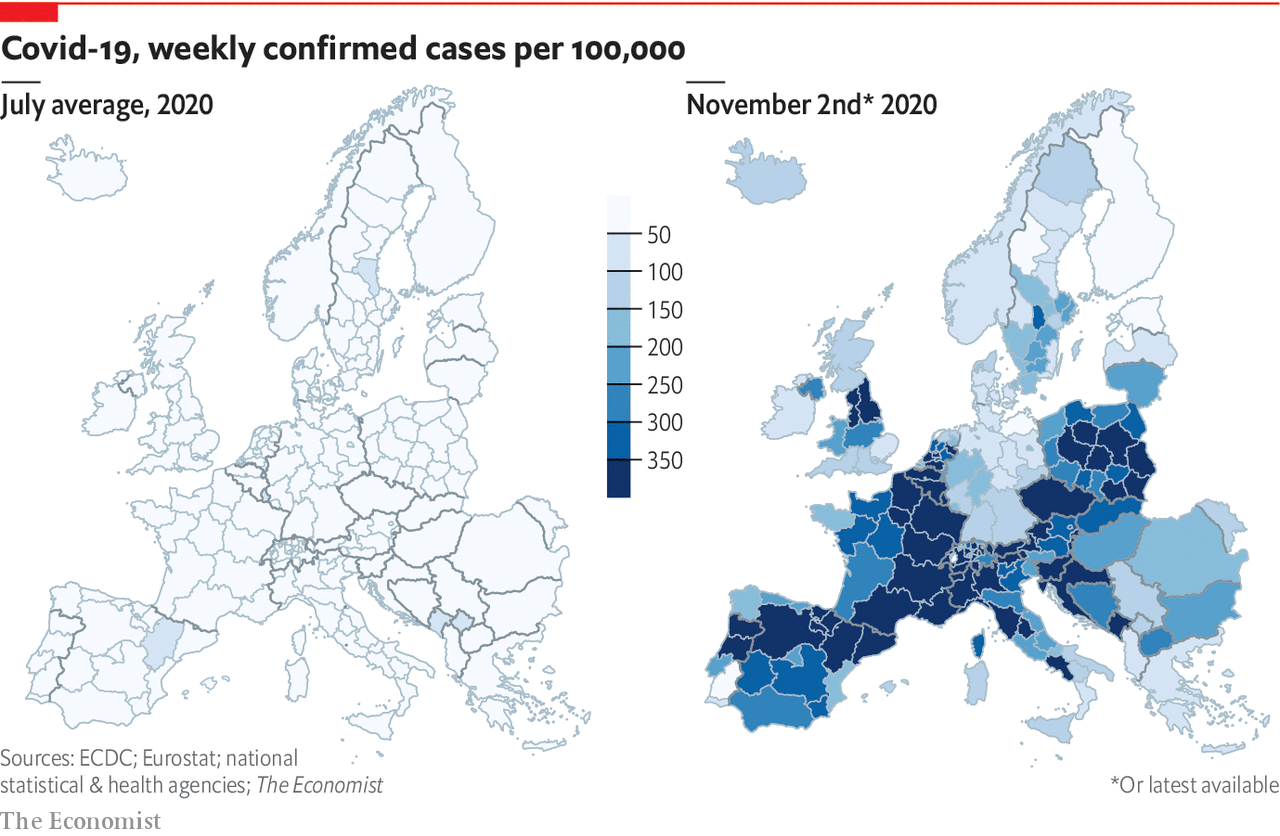 Covid-19, weekly confirmed cases per 100,000
July average, 2020
November 2nd* 2020
50
100
150
200
250
300
350
Sources: ECDC; Eurostat; national
statistical & health agencies; The Economist
*Or latest available
The Economist